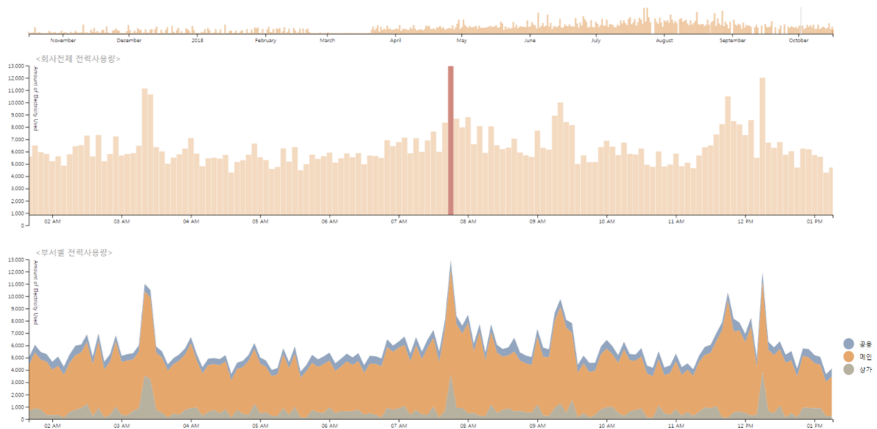 November December 2018 February March April May June July August September October
<회사전체 전력사용량>
Amount of Electricity Used
13,000
12,000
11,000
10,000
9,000
8,000
7,000
6,000
5,000
4,000
3,000
2,000
1,000
0
02 AM 03 AM 04 AM 05 AM 06 AM 07 AM 08 AM 09 AM 10 AM 11 AM 12 PM 01 PM
<부서별 전력사용량>
Amount of Electricity Used
13,000
12,000
11,000
10,000
9,000
8,000
7,000
6,000
5,000
4,000
3,000
2,000
1,000
0
공용
메인
상가
02 AM 03 AM 04 AM 05 AM 06 AM 07 AM 08 AM 09 AM 10 AM 11 AM 12 PM 01 PM